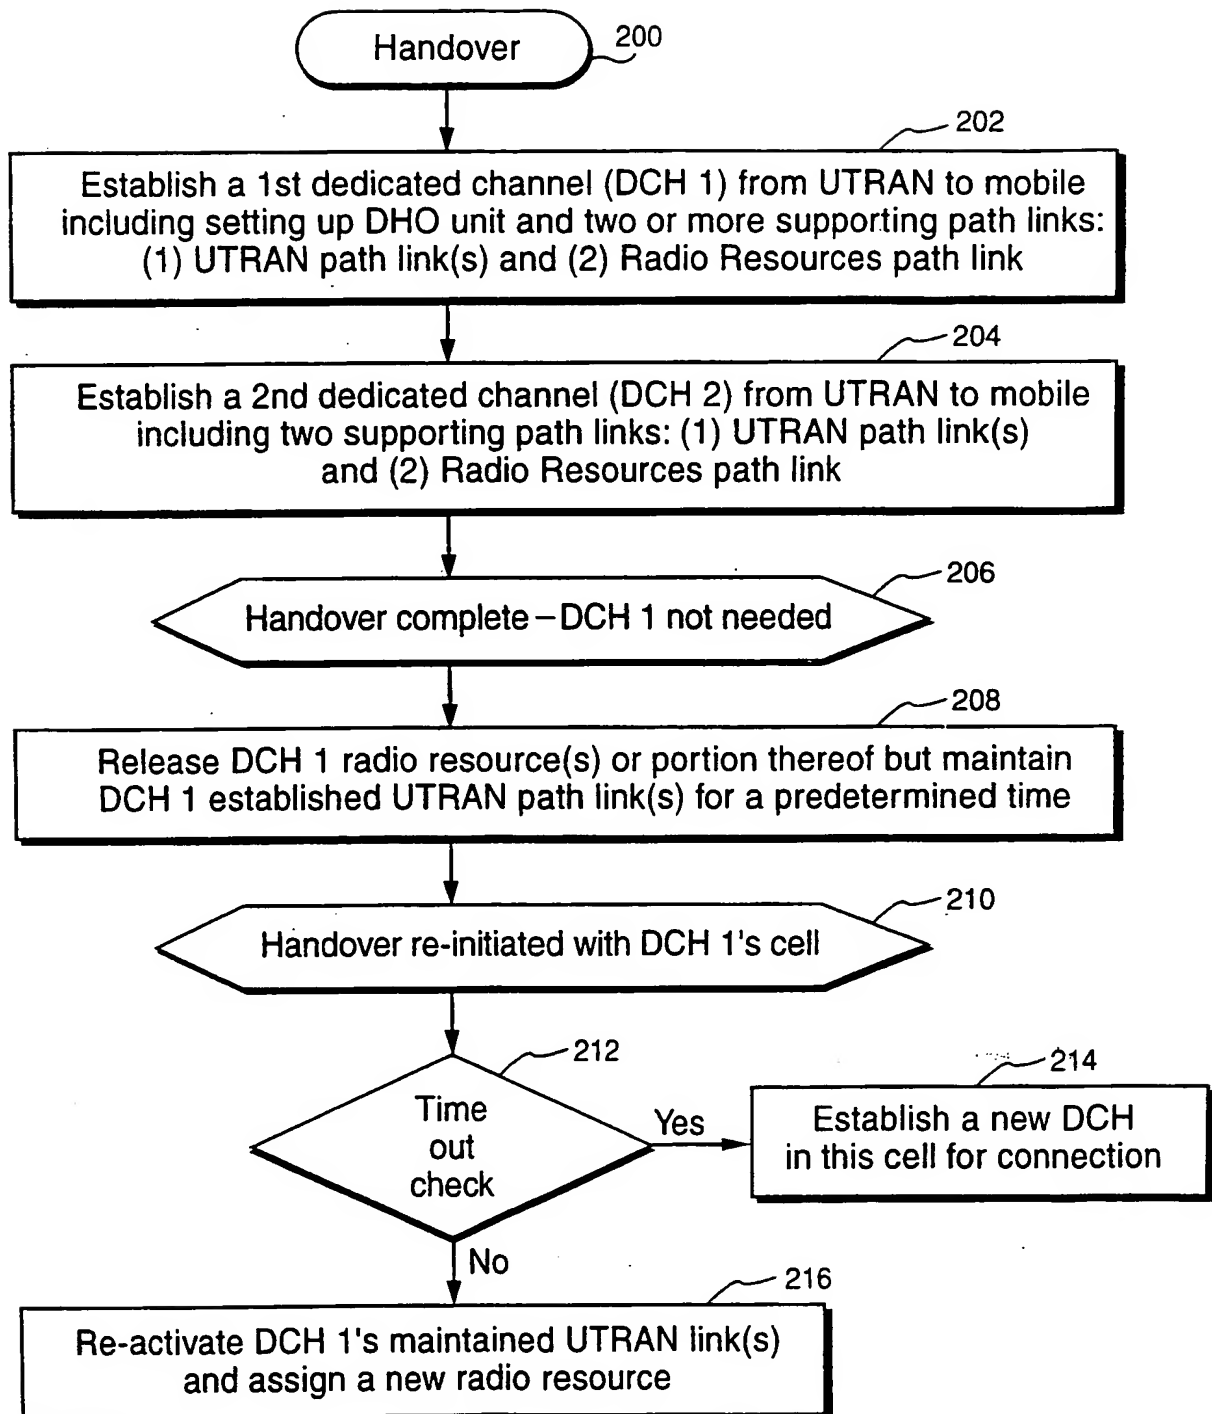 Handover
200
202
Establish a 1st dedicated channel (DCH 1) from UTRAN to mobile
including setting up DHO unit and two or more supporting path links:
(1) UTRAN path link(s) and (2) Radio Resources path link
204
Establish a 2nd dedicated channel (DCH 2) from UTRAN to mobile
including two supporting path links: (1) UTRAN path link(s)
and (2) Radio Resources path link
206
Handover complete – DCH 1 not needed
208
Release DCH 1 radio resource(s) or portion thereof but maintain
DCH 1 established UTRAN path link(s) for a predetermined time
210
Handover re-initiated with DCH 1's cell
212
Time
out
check
Yes
214
Establish a new DCH
in this cell for connection
No
216
Re-activate DCH 1's maintained UTRAN link(s)
and assign a new radio resource